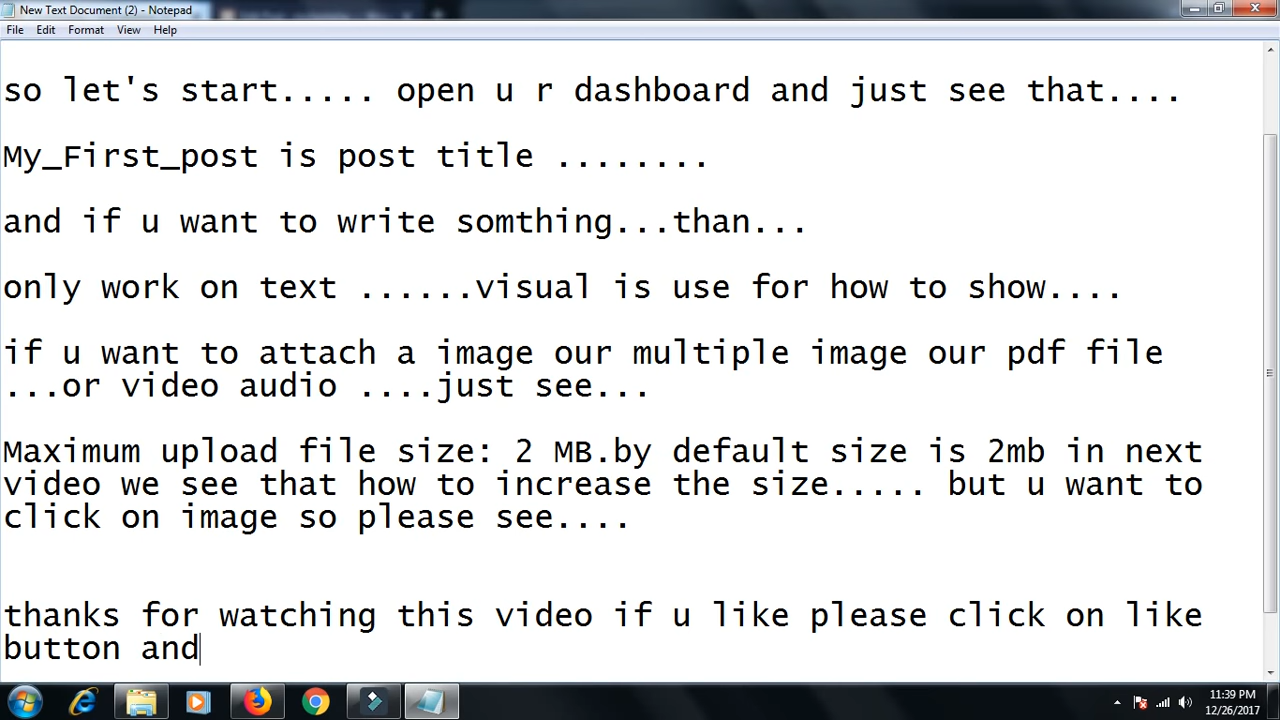 New Text Document (2) - Notepad
File Edit Format View Help
so let's start..... open u r dashboard and just see that....
My_First_post is post title ........
and if u want to write somthing...than...
only work on text ......visual is use for how to show....
if u want to attach a image our multiple image our pdf file
...or video audio ....just see...
Maximum upload file size: 2 MB.by default size is 2mb in next
video we see that how to increase the size..... but u want to
click on image so please see....
thanks for watching this video if u like please click on like
button and
11:39 PM
12/26/2017